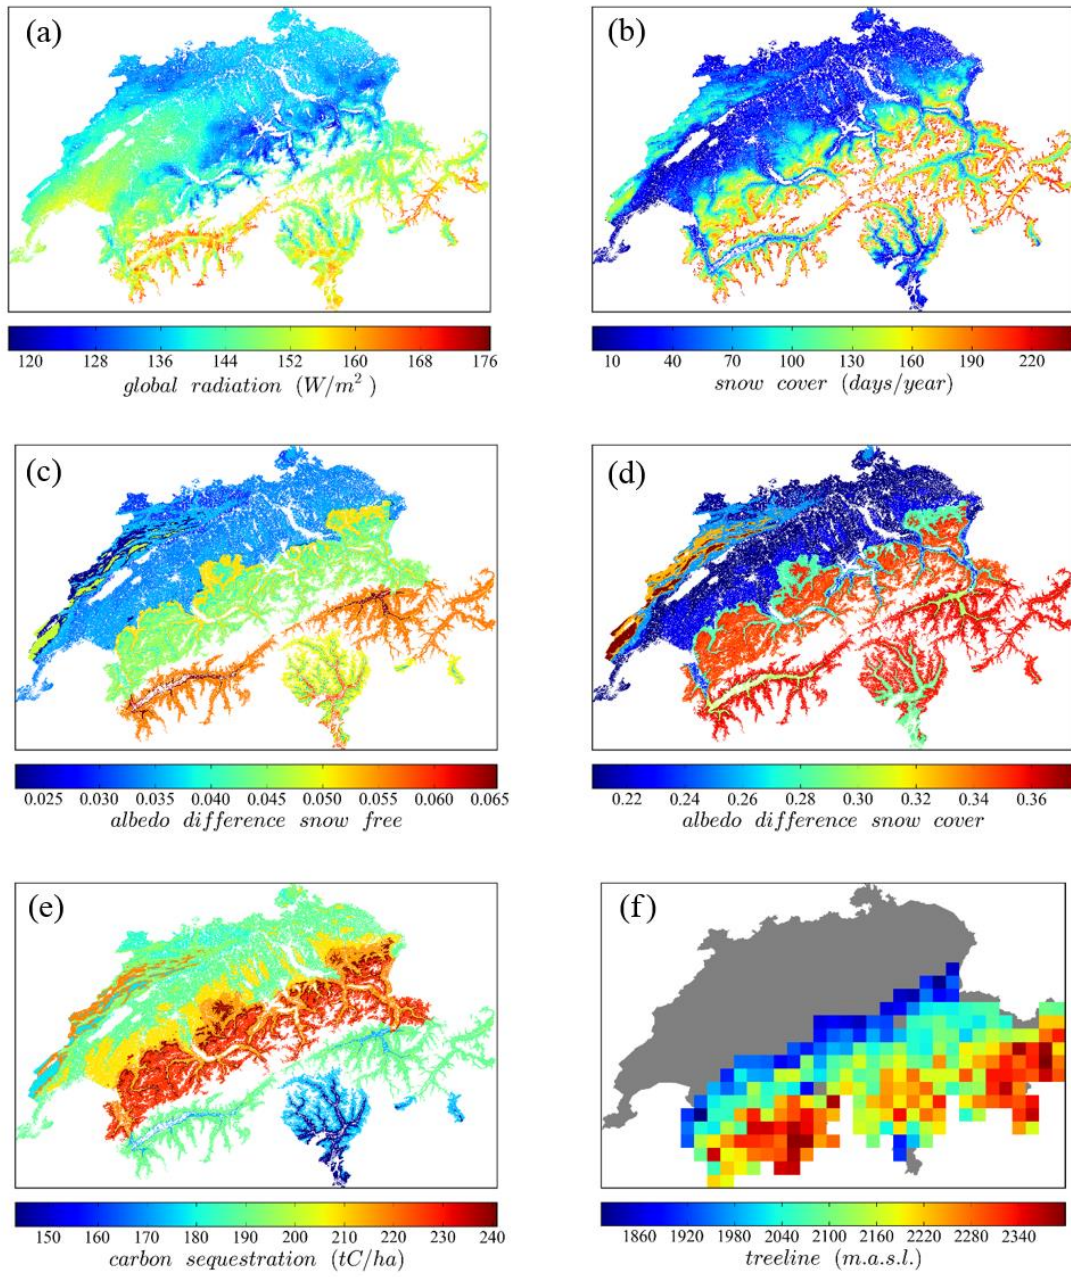 (a)
(b)
120 128 136 144 152 160 168 176
global radiation (W/m²)
10 40 70 100 130 160 190 220
snow cover (days/year)
(c)
(d)
0.025 0.030 0.035 0.040 0.045 0.050 0.055 0.060 0.065
albedo difference snow free
0.22 0.24 0.26 0.28 0.30 0.32 0.34 0.36
albedo difference snow cover
(e)
(f)
150 160 170 180 190 200 210 220 230 240
carbon sequestration (tC/ha)
1860 1920 1980 2040 2100 2160 2220 2280 2340
treeline (m.a.s.l.)